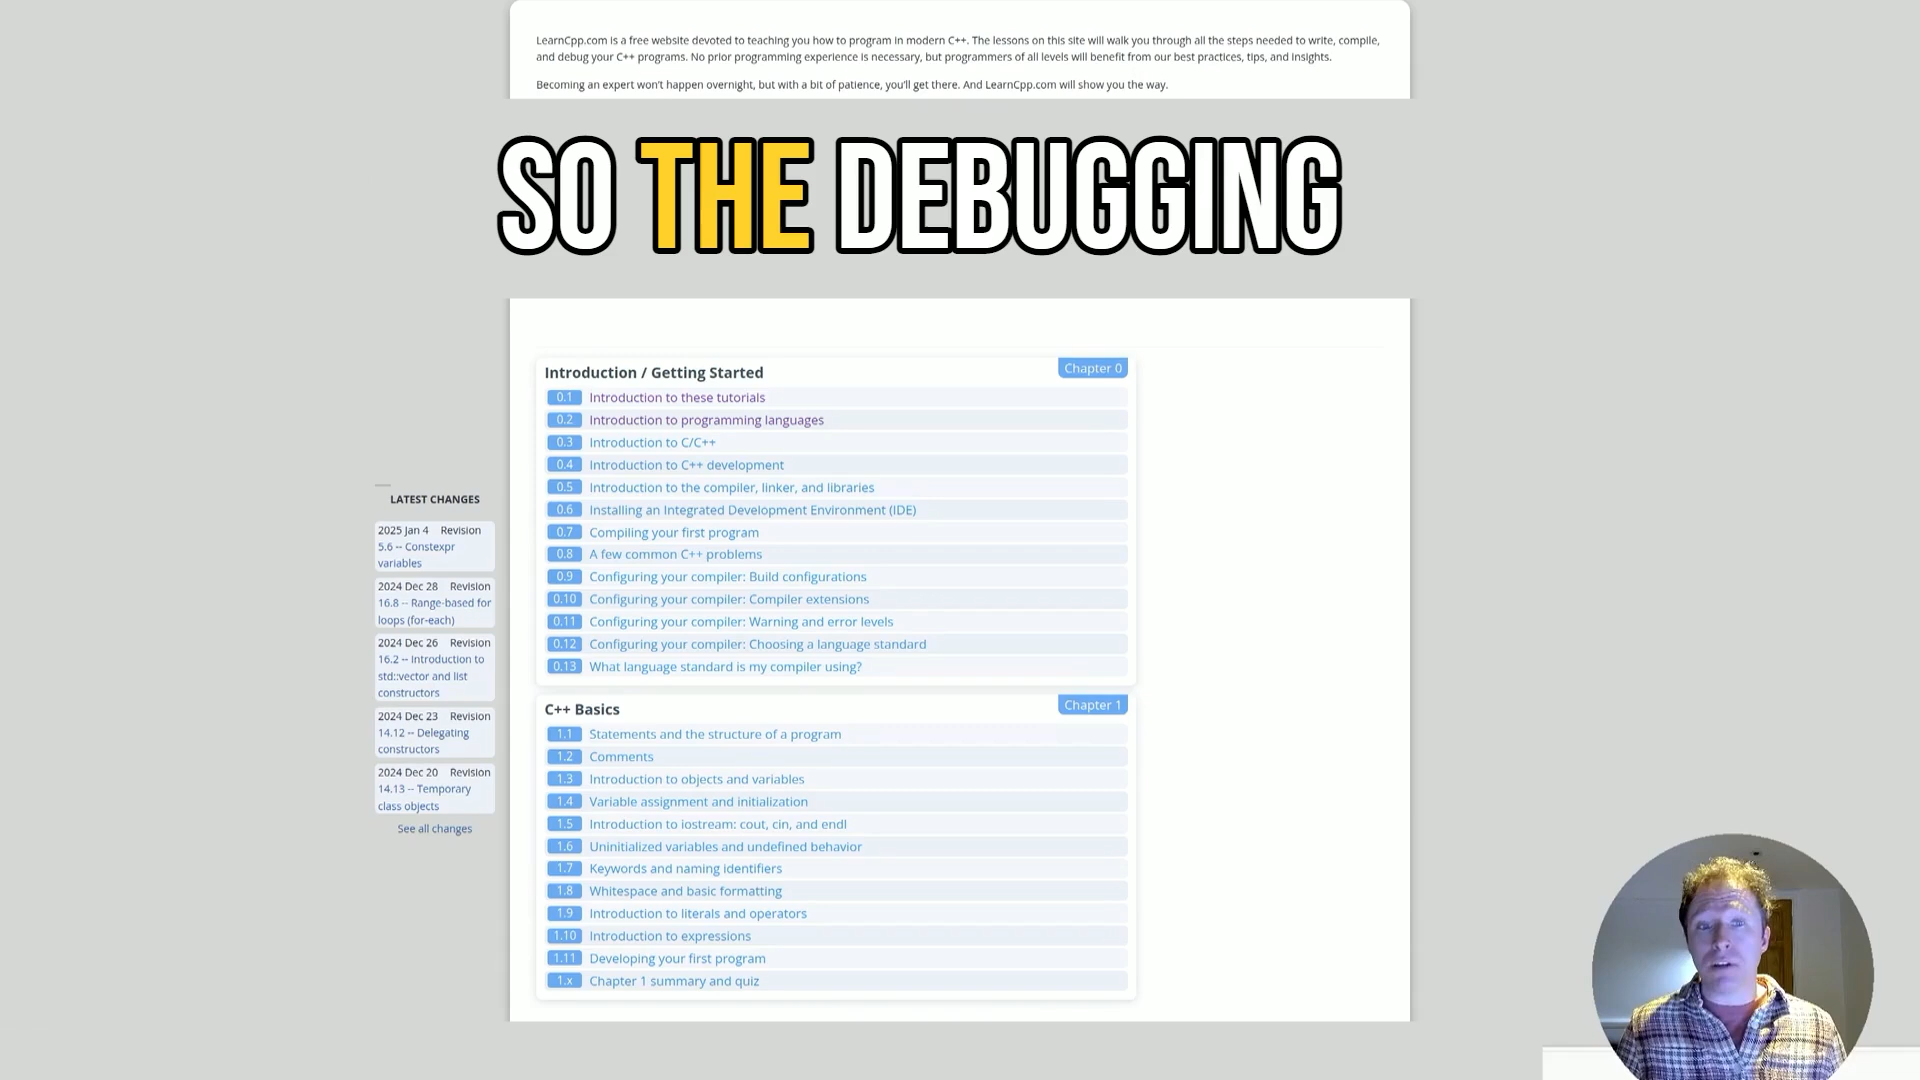 LearnCpp.com is a free website devoted to teaching you how to program in modern C++. The lessons on this site will walk you through all the steps needed to write, compile,
and debug your C++ programs. No prior programming experience is necessary, but programmers of all levels will benefit from our best practices, tips, and insights.
Becoming an expert won't happen overnight, but with a bit of patience, you'll get there. And LearnCpp.com will show you the way.
SO THE DEBUGGING
Introduction / Getting Started
Chapter 0
0.1 Introduction to these tutorials
0.2 Introduction to programming languages
0.3 Introduction to C/C++
0.4 Introduction to C++ development
0.5 Introduction to the compiler, linker, and libraries
0.6 Installing an Integrated Development Environment (IDE)
0.7 Compiling your first program
0.8 A few common C++ problems
0.9 Configuring your compiler: Build configurations
0.10 Configuring your compiler: Compiler extensions
0.11 Configuring your compiler: Warning and error levels
0.12 Configuring your compiler: Choosing a language standard
0.13 What language standard is my compiler using?
LATEST CHANGES
2025 Jan 4 Revision
5.6 -- Constexpr
variables
2024 Dec 28 Revision
16.8 -- Range-based for
loops (for-each)
2024 Dec 26 Revision
16.2 -- Introduction to
std::vector and list
constructors
2024 Dec 23 Revision
14.12 -- Delegating
constructors
2024 Dec 20 Revision
14.13 -- Temporary
class objects
See all changes
C++ Basics
Chapter 1
1.1 Statements and the structure of a program
1.2 Comments
1.3 Introduction to objects and variables
1.4 Variable assignment and initialization
1.5 Introduction to iostream: cout, cin, and endl
1.6 Uninitialized variables and undefined behavior
1.7 Keywords and naming identifiers
1.8 Whitespace and basic formatting
1.9 Introduction to literals and operators
1.10 Introduction to expressions
1.11 Developing your first program
1.x Chapter 1 summary and quiz